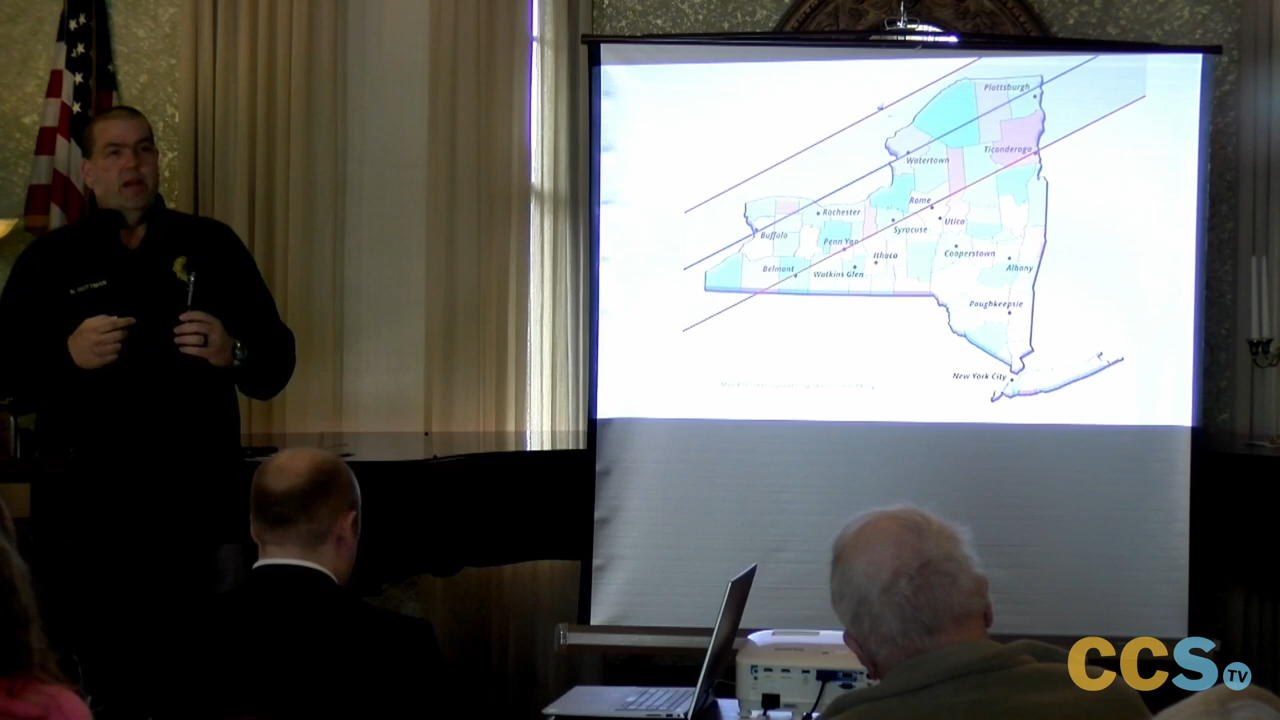 Plattsburgh
Ticonderoga
Watertown
Rome
Rochester
Utica
Syracuse
Buffalo
Penn Yan
Ithaca
Cooperstown
Belmont
Watkins Glen
Albany
Poughkeepsie
New York City
CCS TV